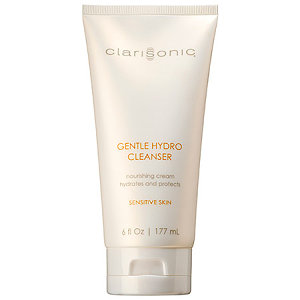 clarisonic
GENTLE HYDRO
CLEANSER
nourishing cream
hydrates and protects
SENSITIVE SKIN
6 fl Oz | 177 mL